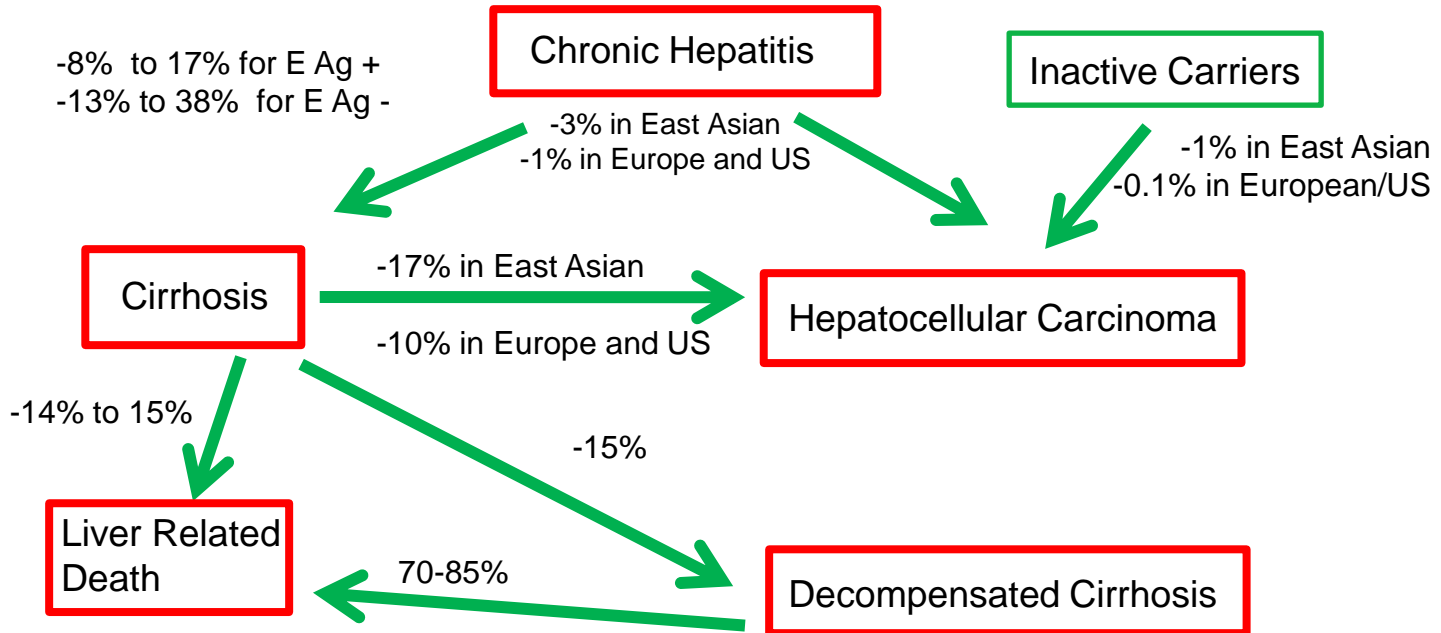 Chronic Hepatitis
Inactive Carriers
-8%  to 17% for E Ag +
-13% to 38%  for E Ag -
-3% in East Asian
-1% in Europe and US
-1% in East Asian
-0.1% in European/US
Cirrhosis
-17% in East Asian
-10% in Europe and US
Hepatocellular Carcinoma
-14% to 15%
-15%
Liver Related
Death
70-85%
Decompensated Cirrhosis